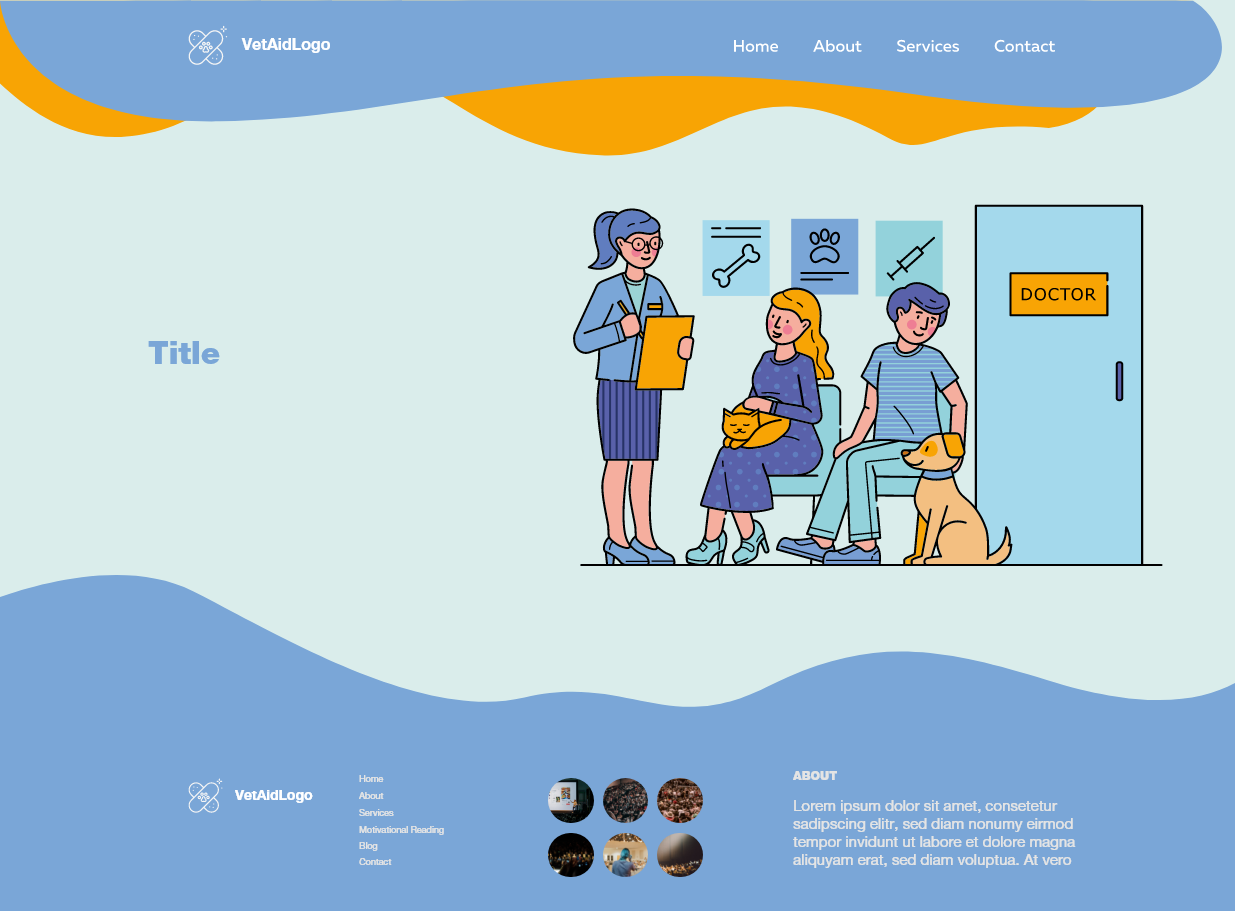 VetAidLogo
Home
About
Services
Contact
DOCTOR
Title
VetAidLogo
Home
About
Services
Motivational Reading
Blog
Contact
ABOUT
Lorem ipsum dolor sit amet, consetetur
sadipscing elitr, sed diam nonumy eirmod
tempor invidunt ut labore et dolore magna
aliquyam erat, sed diam voluptua. At vero